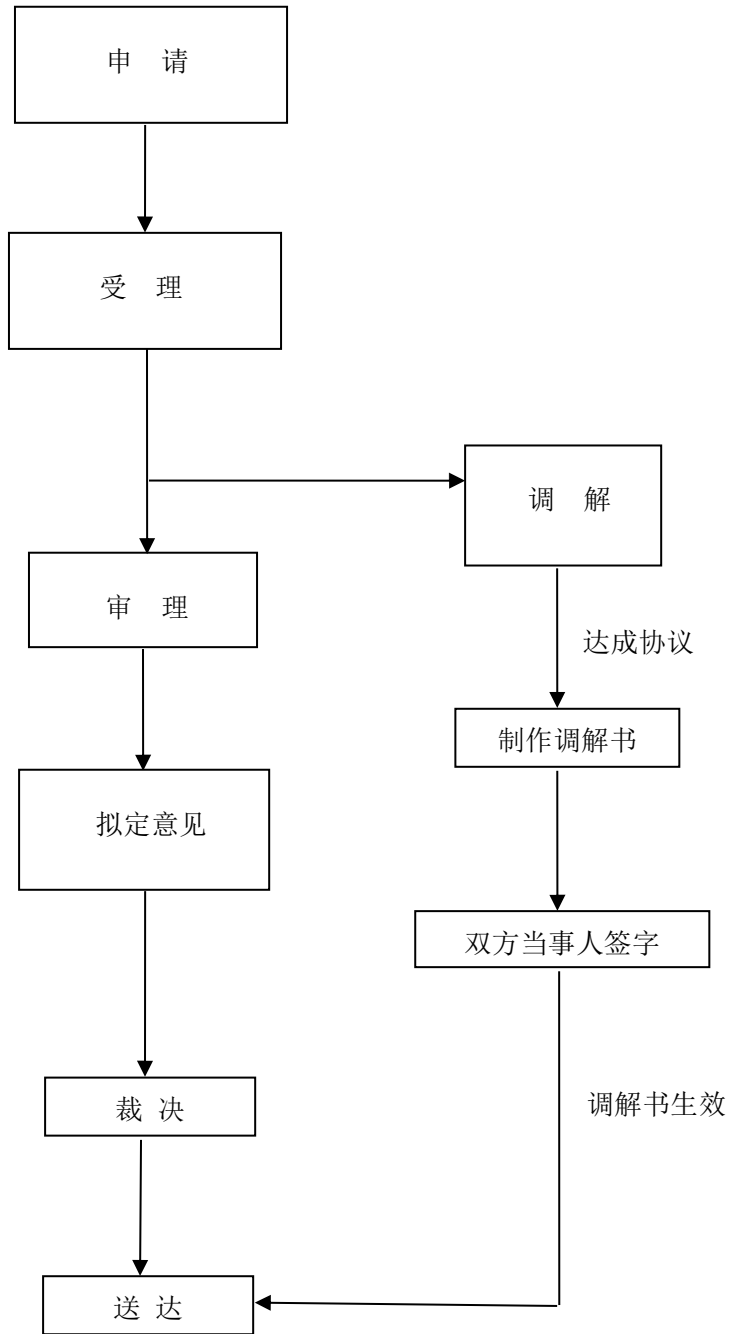 申 请
受 理
调 解
审 理
达成协议
制作调解书
拟定意见
双方当事人签字
裁 决
调解书生效
送 达